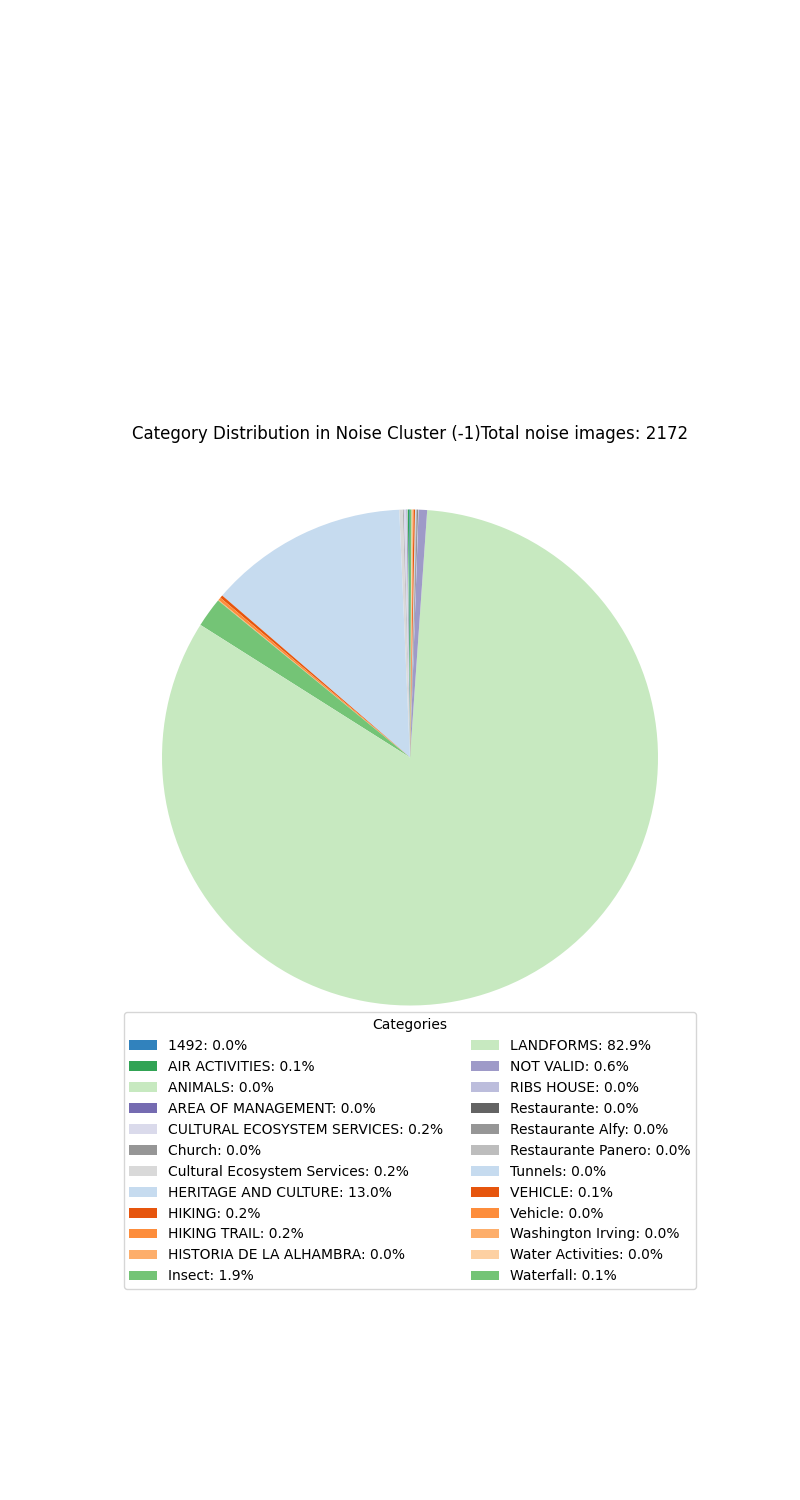 Category Distribution in Noise Cluster (-1)Total noise images: 2172
Categories
1492: 0.0%
AIR ACTIVITIES: 0.1%
ANIMALS: 0.0%
AREA OF MANAGEMENT: 0.0%
CULTURAL ECOSYSTEM SERVICES: 0.2%
Church: 0.0%
Cultural Ecosystem Services: 0.2%
HERITAGE AND CULTURE: 13.0%
HIKING: 0.2%
HIKING TRAIL: 0.2%
HISTORIA DE LA ALHAMBRA: 0.0%
Insect: 1.9%
LANDFORMS: 82.9%
NOT VALID: 0.6%
RIBS HOUSE: 0.0%
Restaurante: 0.0%
Restaurante Alfy: 0.0%
Restaurante Panero: 0.0%
Tunnels: 0.0%
VEHICLE: 0.1%
Vehicle: 0.0%
Washington Irving: 0.0%
Water Activities: 0.0%
Waterfall: 0.1%